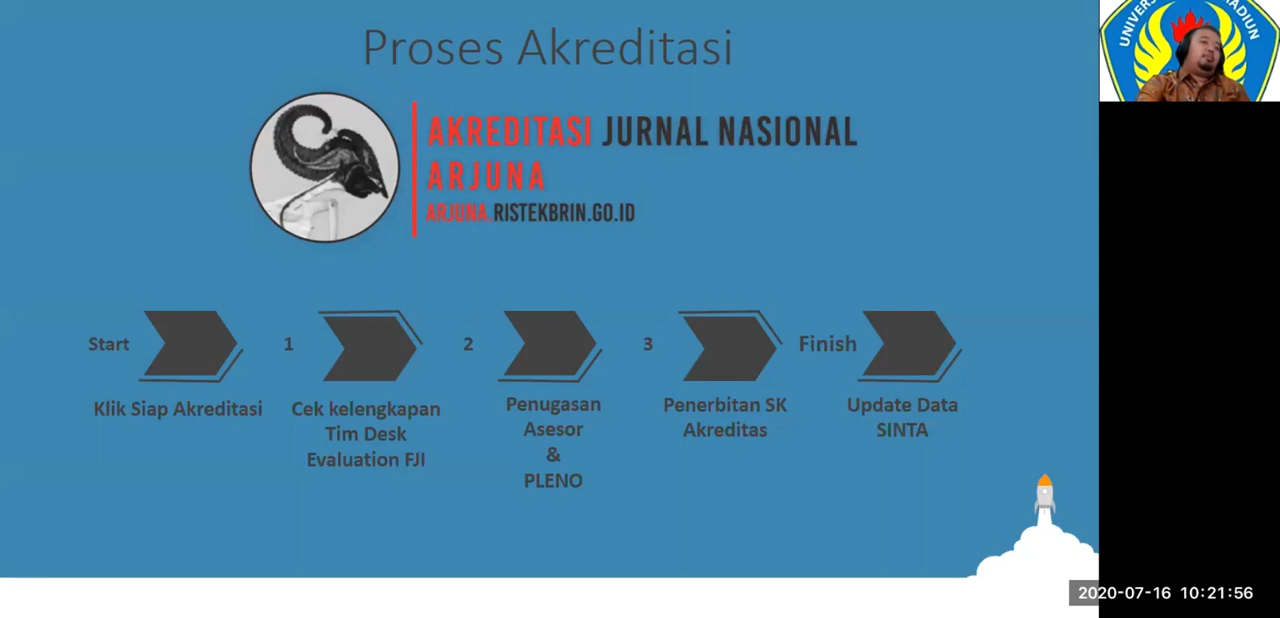 Proses Akreditasi
AKREDITASI JURNAL NASIONAL
ARJUNA
ARJUNA.RISTEKBRIN.GO.ID
Start
Klik Siap Akreditasi
1
Cek kelengkapan
Tim Desk
Evaluation FJI
2
Penugasan
Asesor
&
PLENO
3
Penerbitan SK
Akreditas
Finish
Update Data
SINTA
2020-07-16 10:21:56